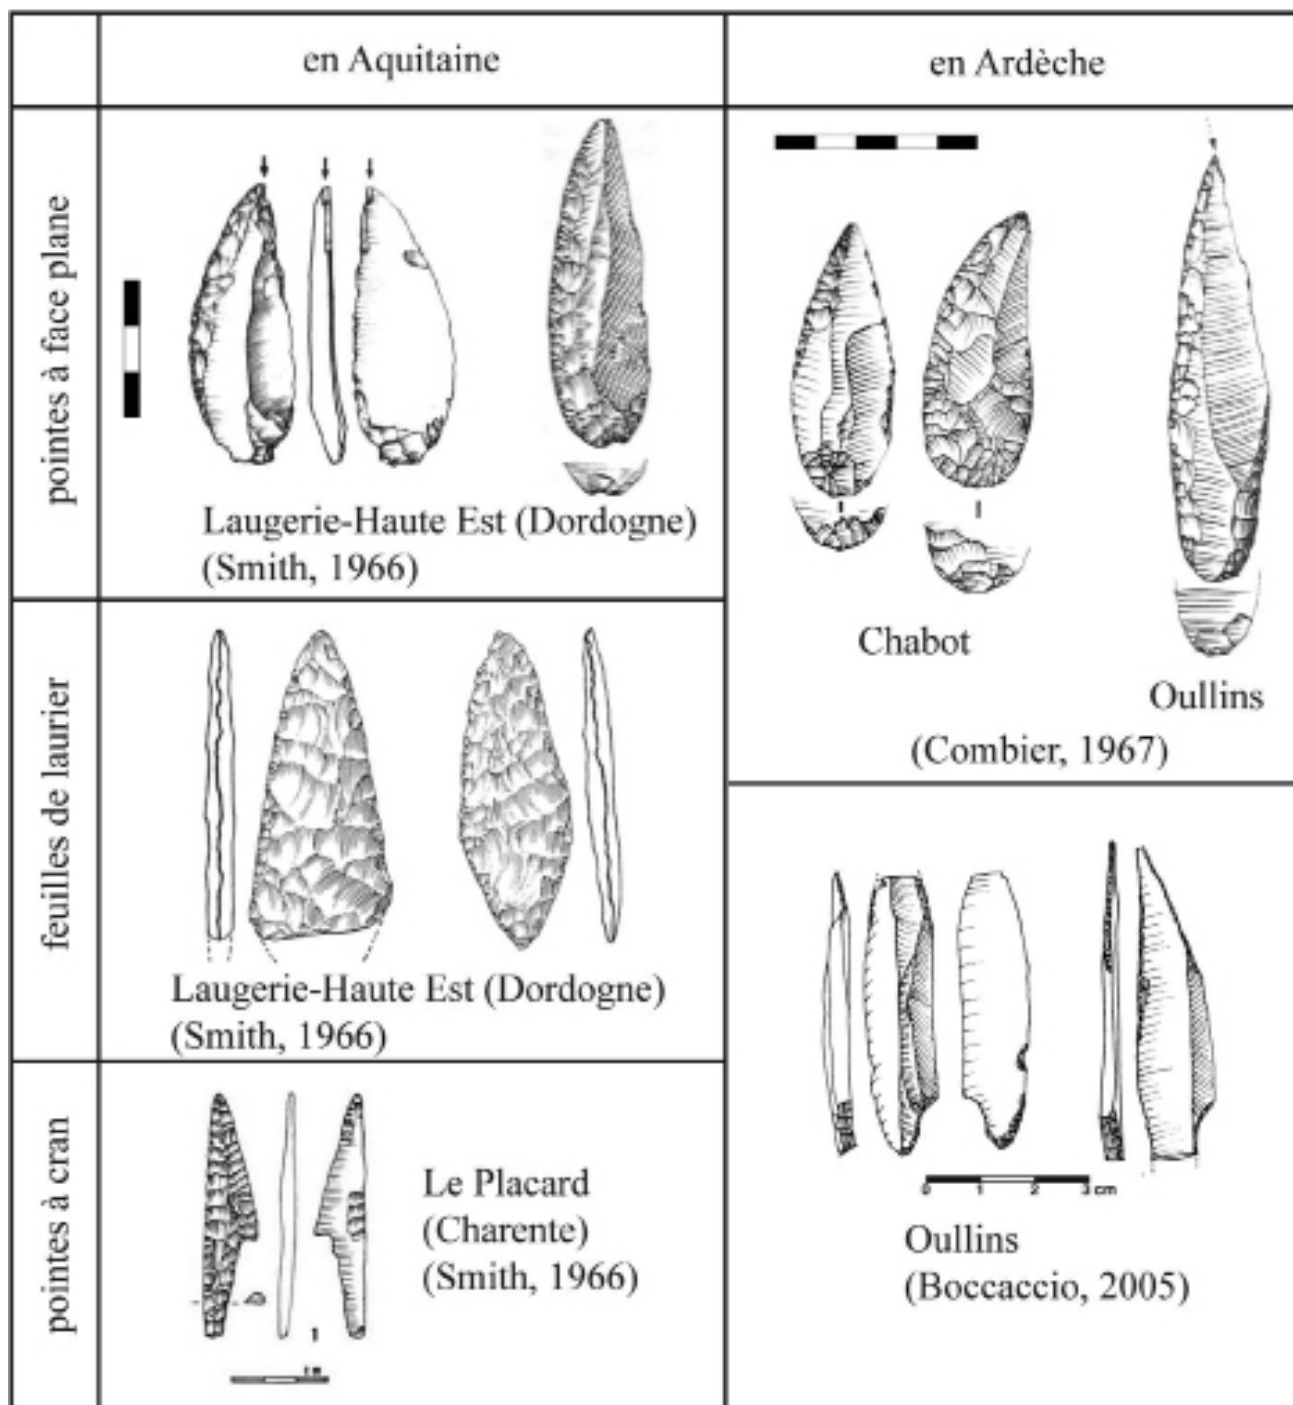 en Aquitaine
en Ardèche
pointes à face plane
Laugerie-Haute Est (Dordogne)
(Smith, 1966)
Chabot
Oullins
(Combier, 1967)
feuilles de laurier
Laugerie-Haute Est (Dordogne)
(Smith, 1966)
0 1 2 3 cm
Oullins
(Boccaccio, 2005)
pointes à cran
Le Placard
(Charente)
(Smith, 1966)
1